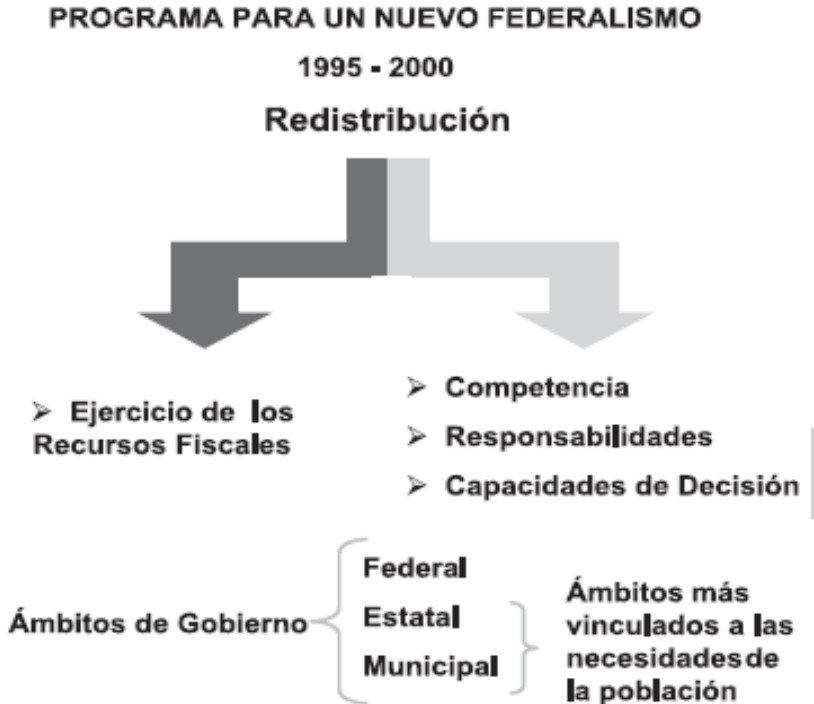 PROGRAMA PARA UN NUEVO FEDERALISMO
1995 - 2000
Redistribución
➢ Ejercicio de los
Recursos Fiscales
➢ Competencia
➢ Responsabilidades
➢ Capacidades de Decisión
Ámbitos de Gobierno
Federal
Estatal
Municipal
Ámbitos más
vinculados a las
necesidades de
la población